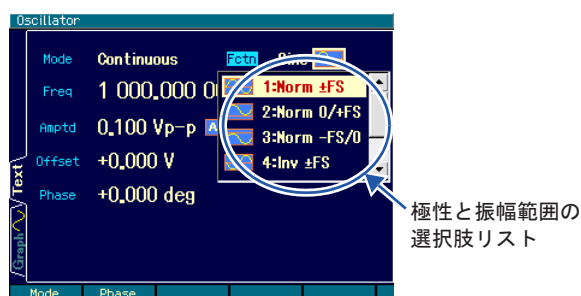 Oscillator
Mode Continuous Fctn Sine
Freq 1 000.000 0
Amptd 0.100 Vp-p A
Offset +0.000 V
Phase +0.000 deg
1:Norm ±FS
2:Norm 0/+FS
3:Norm -FS/0
4:Inv ±FS
Text
Graph
Mode Phase
極性と振幅範囲の
選択肢リスト